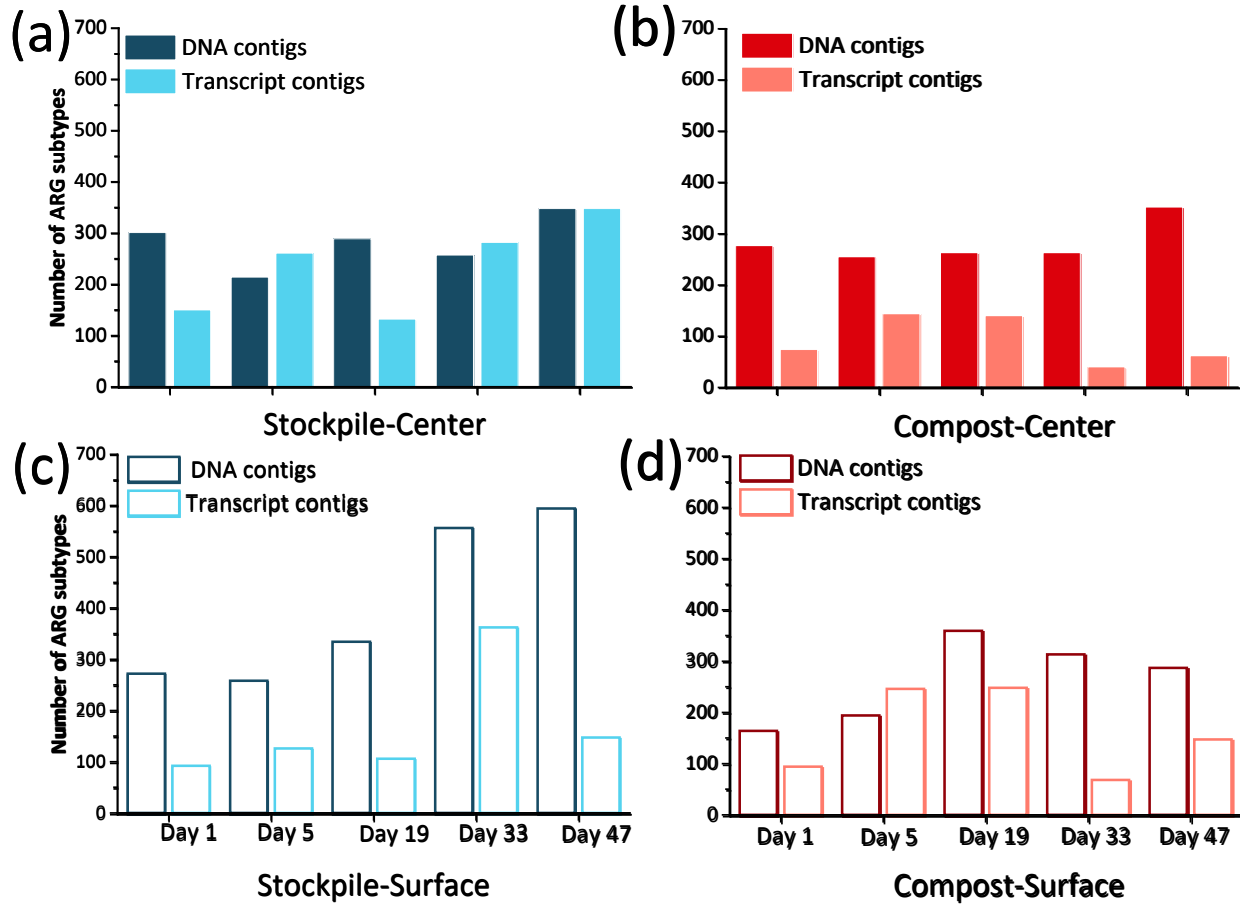 (a)
700
600
500
400
300
200
100
0
Number of ARG subtypes
DNA contigs
Transcript contigs
Stockpile-Center
(b)
700
600
500
400
300
200
100
0
DNA contigs
Transcript contigs
Compost-Center
(c)
700
600
500
400
300
200
100
0
Number of ARG subtypes
DNA contigs
Transcript contigs
Day 1 Day 5 Day 19 Day 33 Day 47
Stockpile-Surface
(d)
700
600
500
400
300
200
100
0
DNA contigs
Transcript contigs
Day 1 Day 5 Day 19 Day 33 Day 47
Compost-Surface